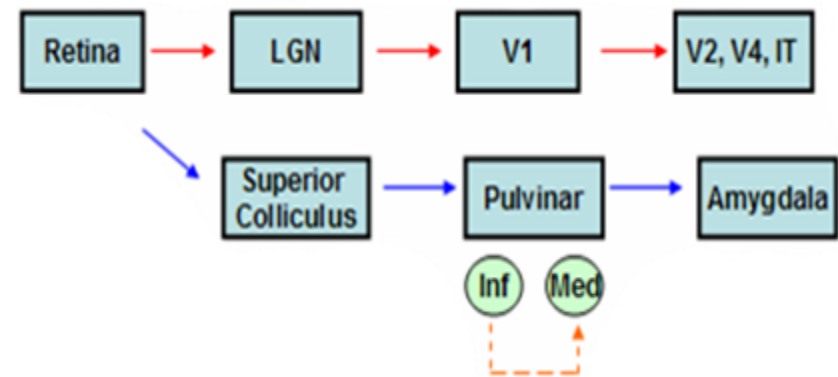 Retina
LGN
V1
V2, V4, IT
Superior
Colliculus
Pulvinar
Amygdala
Inf
Med